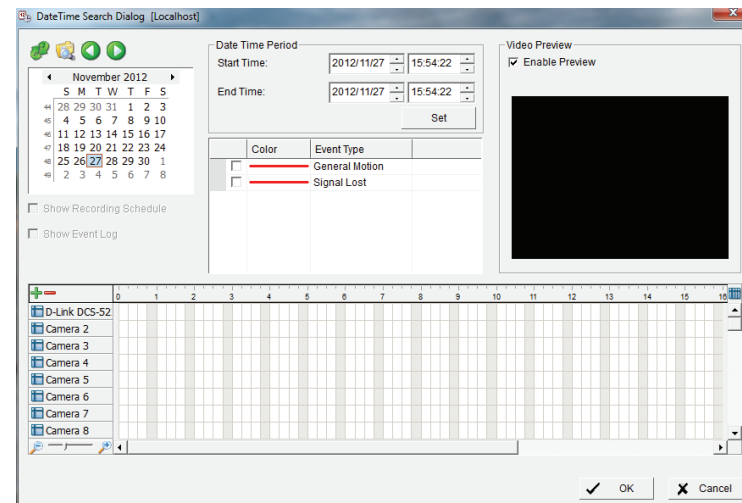 DateTime Search Dialog [Localhost]
November 2012
S M T W T F S
44 28 29 30 31 1 2 3
45 4 5 6 7 8 9 10
46 11 12 13 14 15 16 17
47 18 19 20 21 22 23 24
48 25 26 27 28 29 30 1
49 2 3 4 5 6 7 8
Show Recording Schedule
Show Event Log
Date Time Period
Start Time: 2012/11/27 15:54:22
End Time: 2012/11/27 15:54:22
Set
Color Event Type
General Motion
Signal Lost
Video Preview
Enable Preview
0 1 2 3 4 5 6 7 8 9 10 11 12 13 14 15 16
D-Link DCS-52
Camera 2
Camera 3
Camera 4
Camera 5
Camera 6
Camera 7
Camera 8
OK Cancel